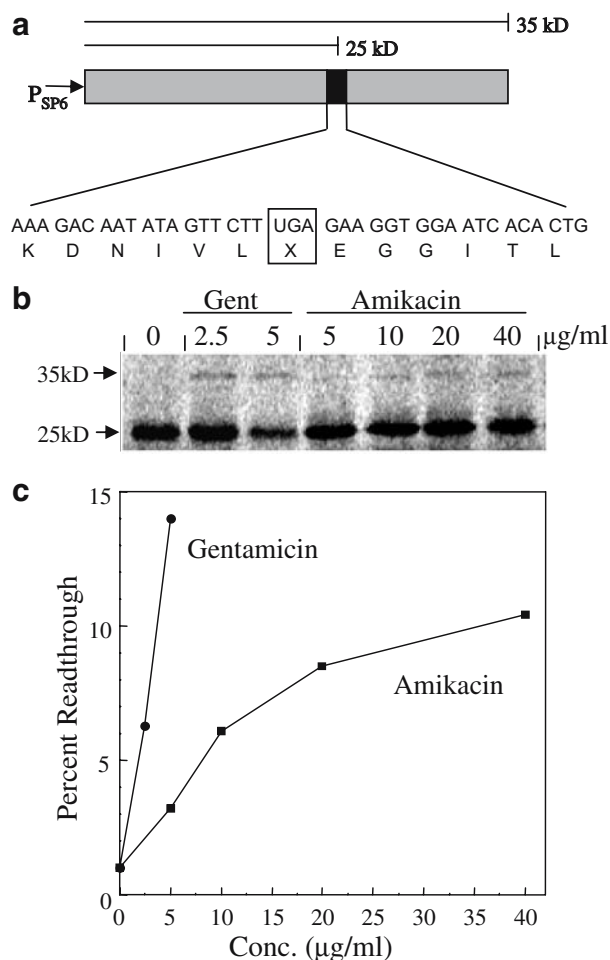 a
35 kD
25 kD
PSP6
AAA GAC AAT ATA GTT CTT UGA GAA GGT GGA ATC ACA CTG
K D N I V L X E G G I T L
b
Gent Amikacin
0 2.5 5 5 10 20 40 µg/ml
35kD
25kD
c
15
Gentamicin
10
Amikacin
5
0
Percent Readthrough
0 5 10 15 20 25 30 35 40
Conc. (µg/ml)